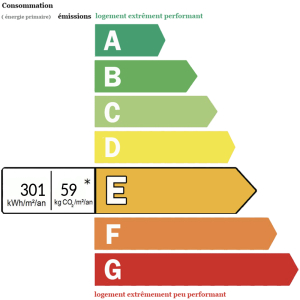 Consommation
( énergie primaire) émissions logement extrêmement performant
A
B
C
D
301 59 * E
kWh/m²/an kg CO₂/m²/an
F
G
logement extrêmement peu performant